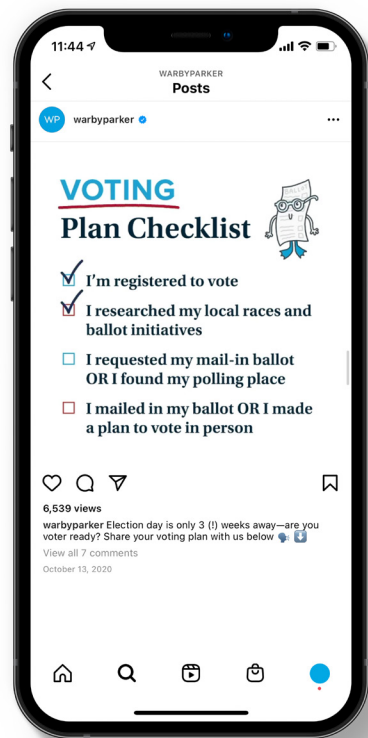 11:44
WARBYPARKER
Posts
WP
warbyparker
VOTING
Plan Checklist
I'm registered to vote
I researched my local races and
ballot initiatives
I requested my mail-in ballot
OR I found my polling place
I mailed in my ballot OR I made
a plan to vote in person
6,539 views
warbyparker Election day is only 3 (!) weeks away—are you
voter ready? Share your voting plan with us below 🗣️ ⬇️
View all 7 comments
October 13, 2020